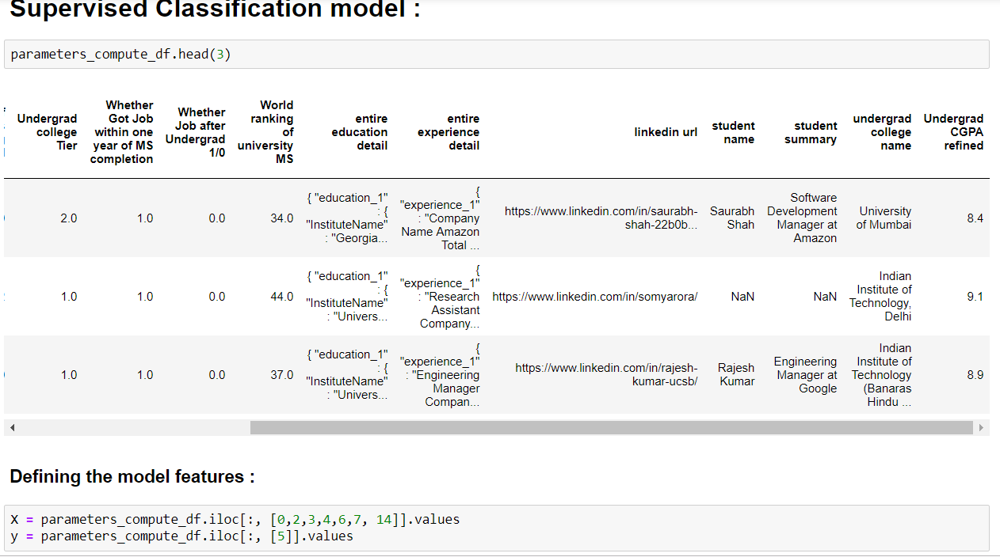 Supervised Classification model :
parameters_compute_df.head(3)
Undergrad college Tier
Whether Got Job within one year of MS completion
Whether Job after Undergrad 1/0
World ranking of university MS
entire education detail
entire experience detail
linkedin url
student name
student summary
undergrad college name
Undergrad CGPA refined
2.0
1.0
0.0
34.0
{ "education_1" : { "InstituteName" : "Georgia...
{ "experience_1" : "Company Name Amazon Total ...
https://www.linkedin.com/in/saurabh-shah-22b0b...
Saurabh Shah
Software Development Manager at Amazon
University of Mumbai
8.4
1.0
1.0
0.0
44.0
{ "education_1" : { "InstituteName" : "Univers...
{ "experience_1" : "Research Assistant Company...
https://www.linkedin.com/in/somyarora/
NaN
NaN
Indian Institute of Technology, Delhi
9.1
1.0
1.0
0.0
37.0
{ "education_1" : { "InstituteName" : "Univers...
{ "experience_1" : "Engineering Manager Compan...
https://www.linkedin.com/in/rajesh-kumar-ucsb/
Rajesh Kumar
Engineering Manager at Google
Indian Institute of Technology (Banaras Hindu ...
8.9
Defining the model features :
X = parameters_compute_df.iloc[:, [0,2,3,4,6,7, 14]].values
y = parameters_compute_df.iloc[:, [5]].values